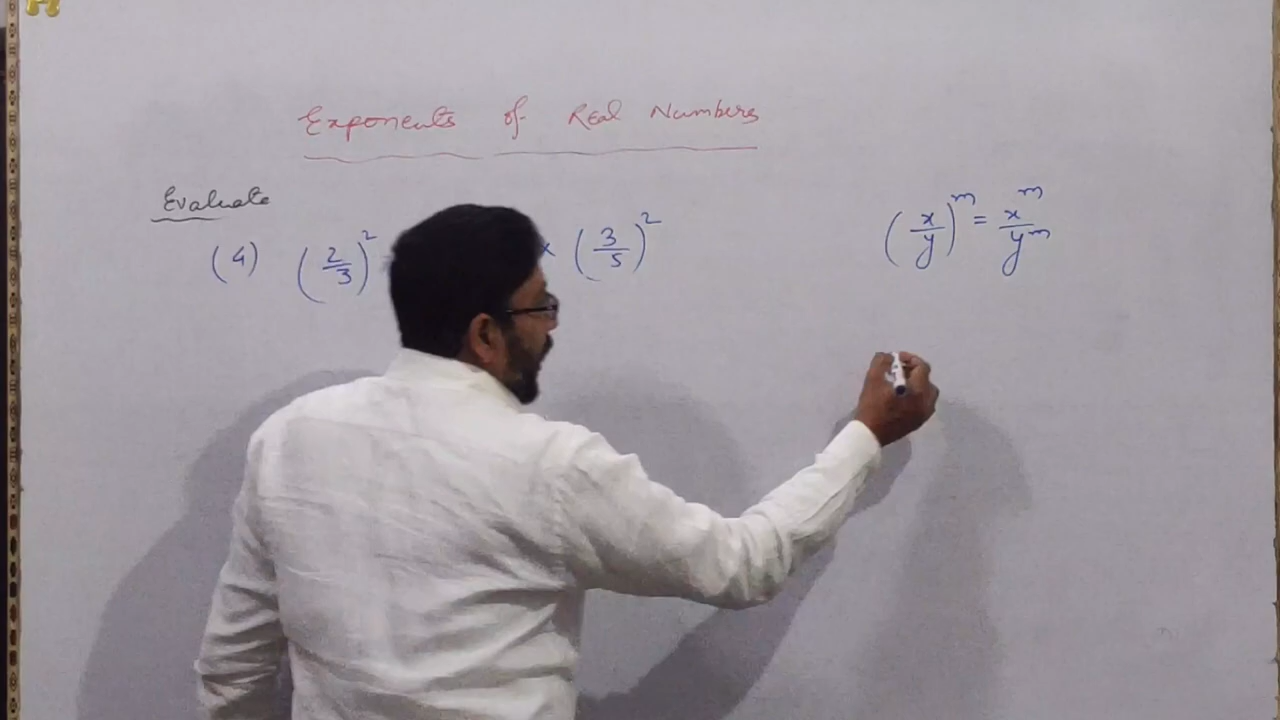 Exponents of Real Numbers
Evaluate
(4) (2/3)^2 × (3/5)^2
(x/y)^m = x^m/y^m